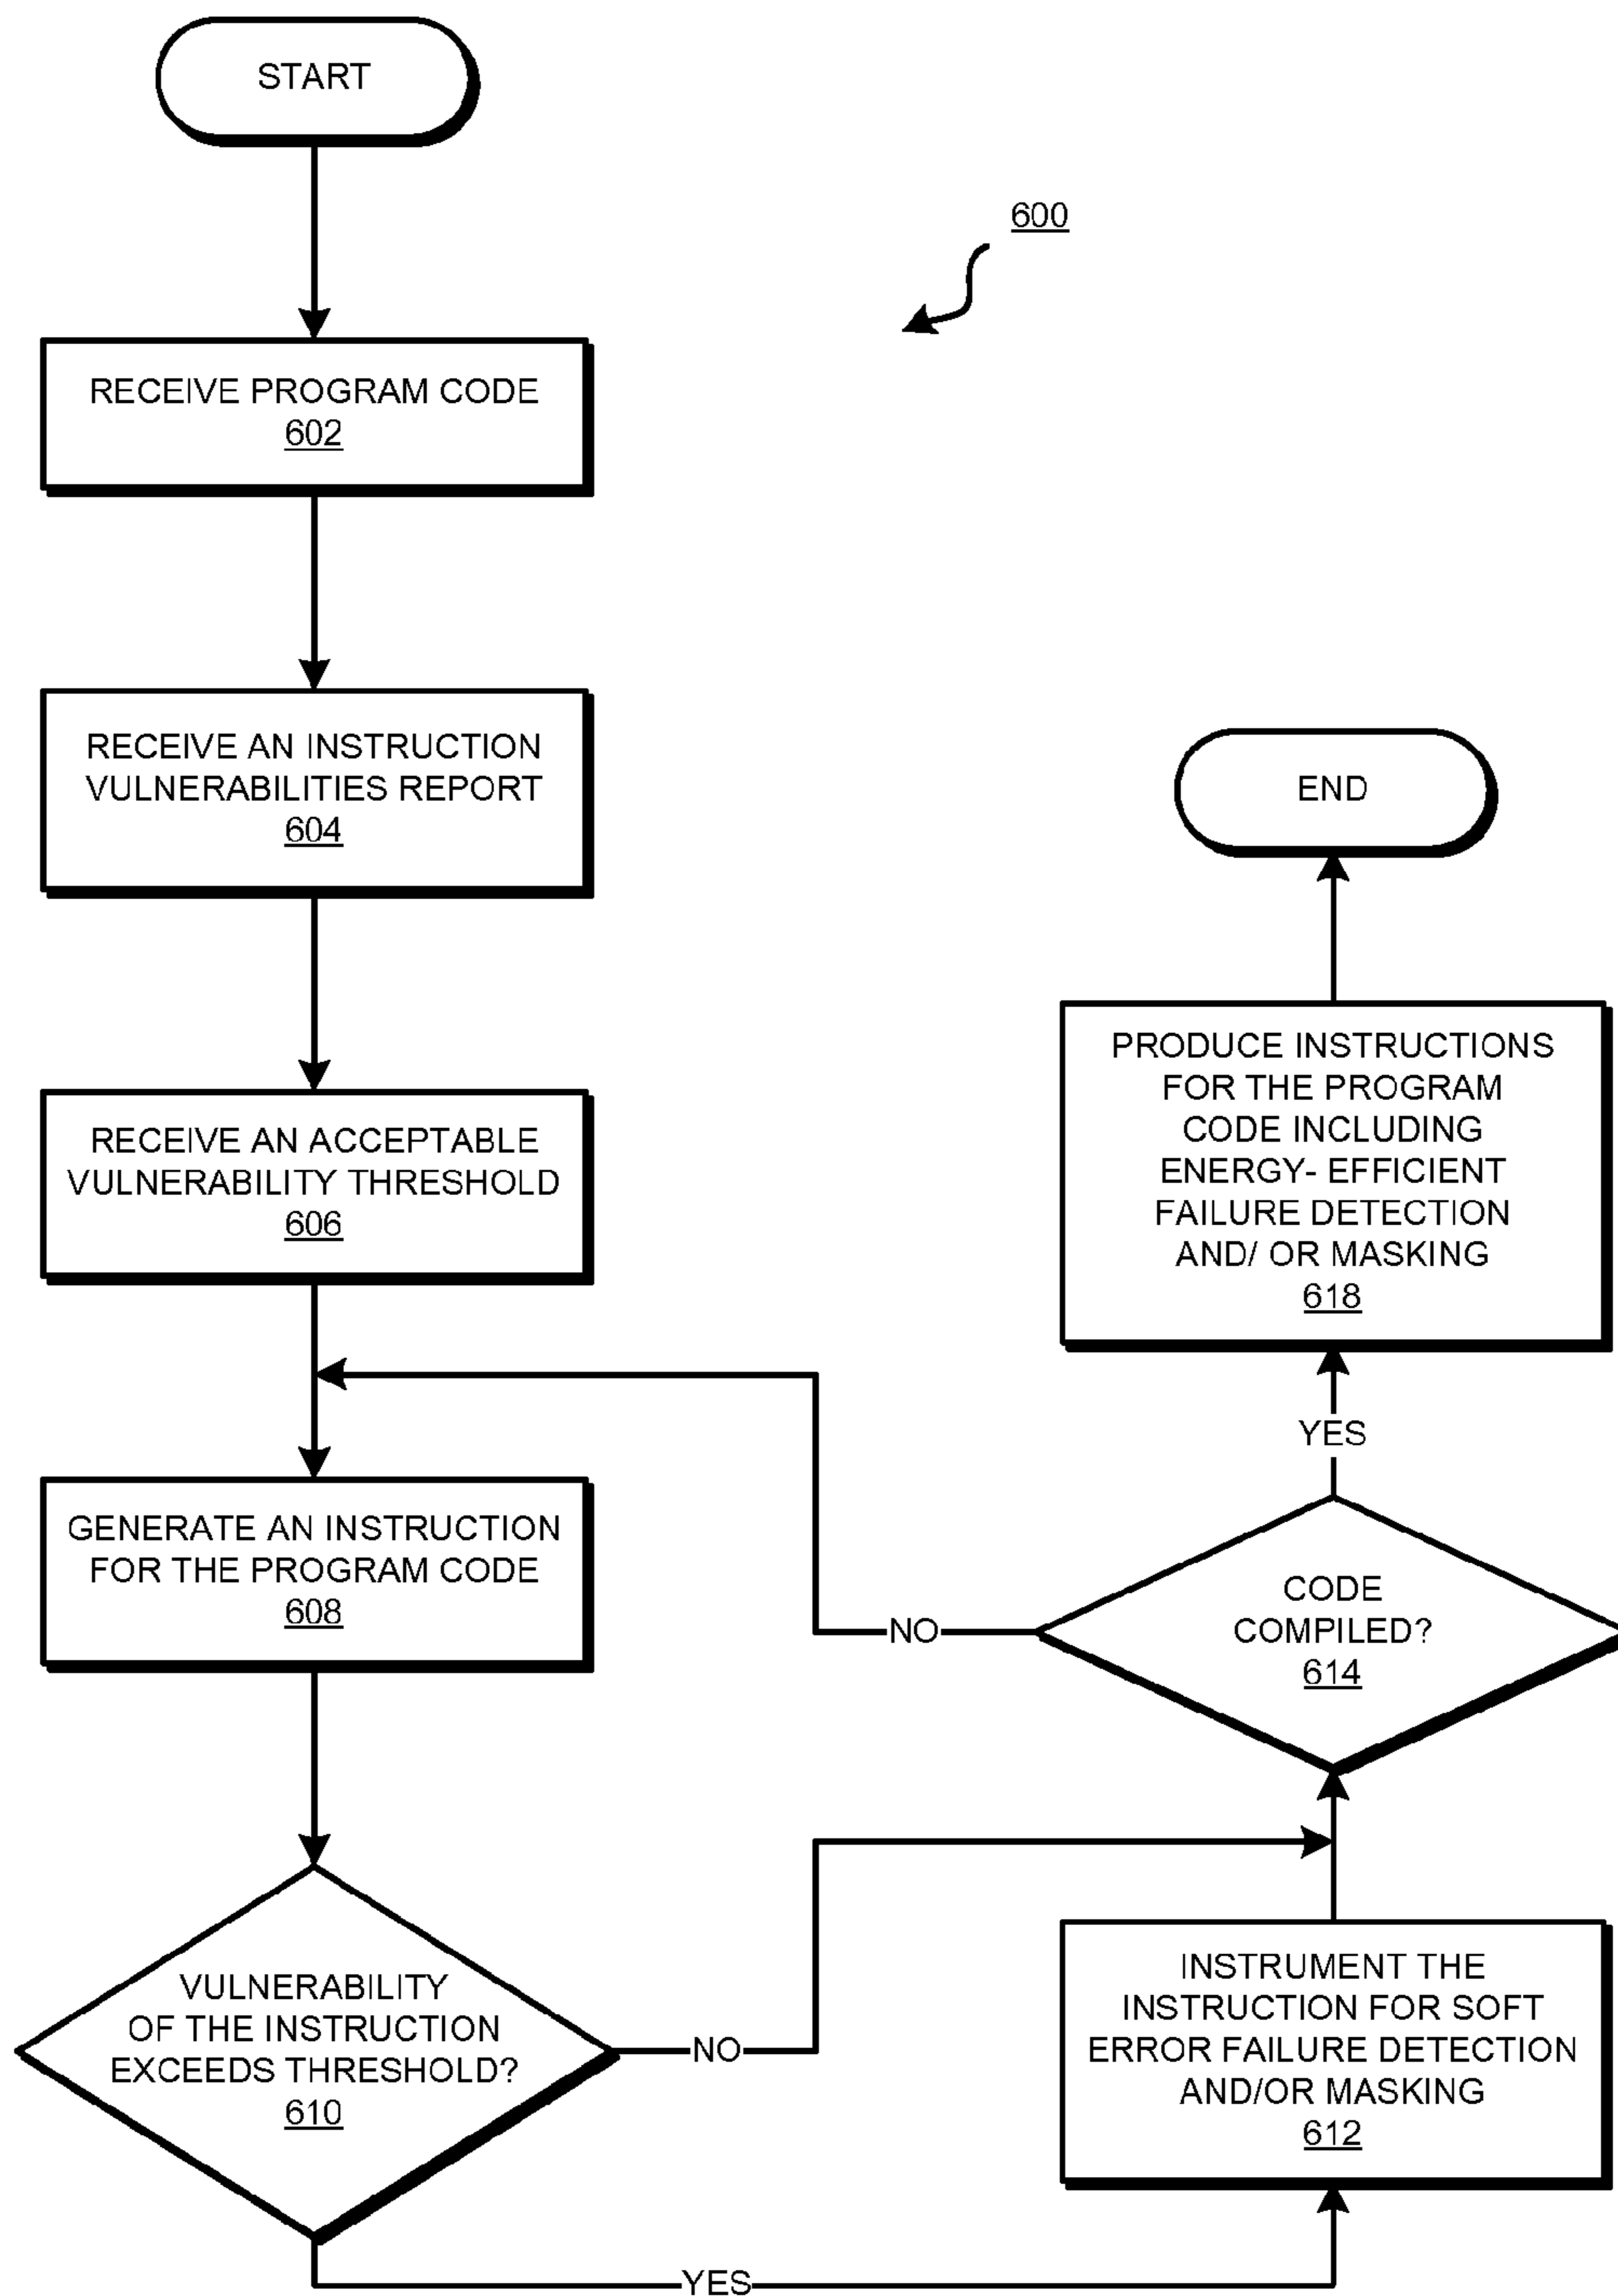 START
600
RECEIVE PROGRAM CODE
602
RECEIVE AN INSTRUCTION
VULNERABILITIES REPORT
604
RECEIVE AN ACCEPTABLE
VULNERABILITY THRESHOLD
606
GENERATE AN INSTRUCTION
FOR THE PROGRAM CODE
608
VULNERABILITY
OF THE INSTRUCTION
EXCEEDS THRESHOLD?
610
NO
YES
INSTRUMENT THE
INSTRUCTION FOR SOFT
ERROR FAILURE DETECTION
AND/OR MASKING
612
CODE
COMPILED?
614
NO
YES
PRODUCE INSTRUCTIONS
FOR THE PROGRAM
CODE INCLUDING
ENERGY- EFFICIENT
FAILURE DETECTION
AND/ OR MASKING
618
END